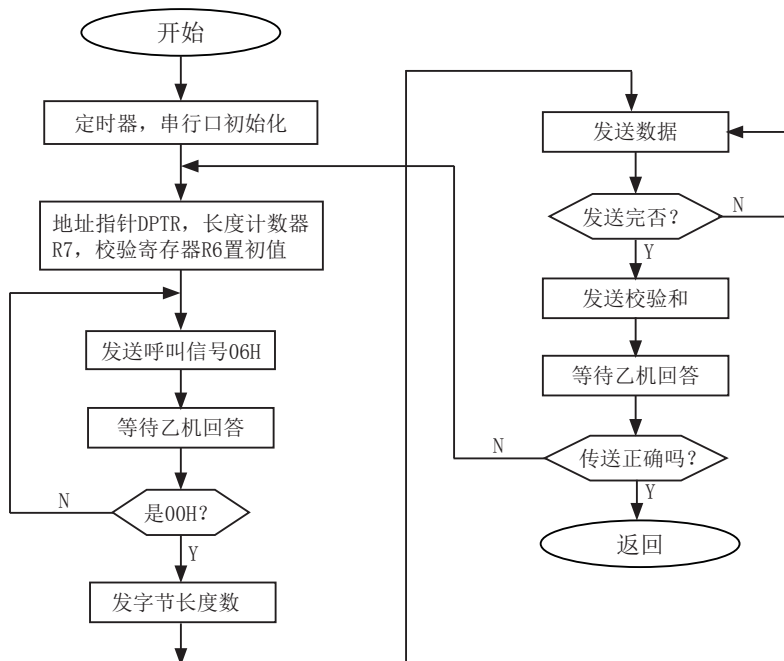 开始
定时器，串行口初始化
地址指针DPTR，长度计数器
R7，校验寄存器R6置初值
发送呼叫信号06H
等待乙机回答
是00H?
N
Y
发字节长度数
发送数据
发送完否?
N
Y
发送校验和
等待乙机回答
传送正确吗?
N
Y
返回